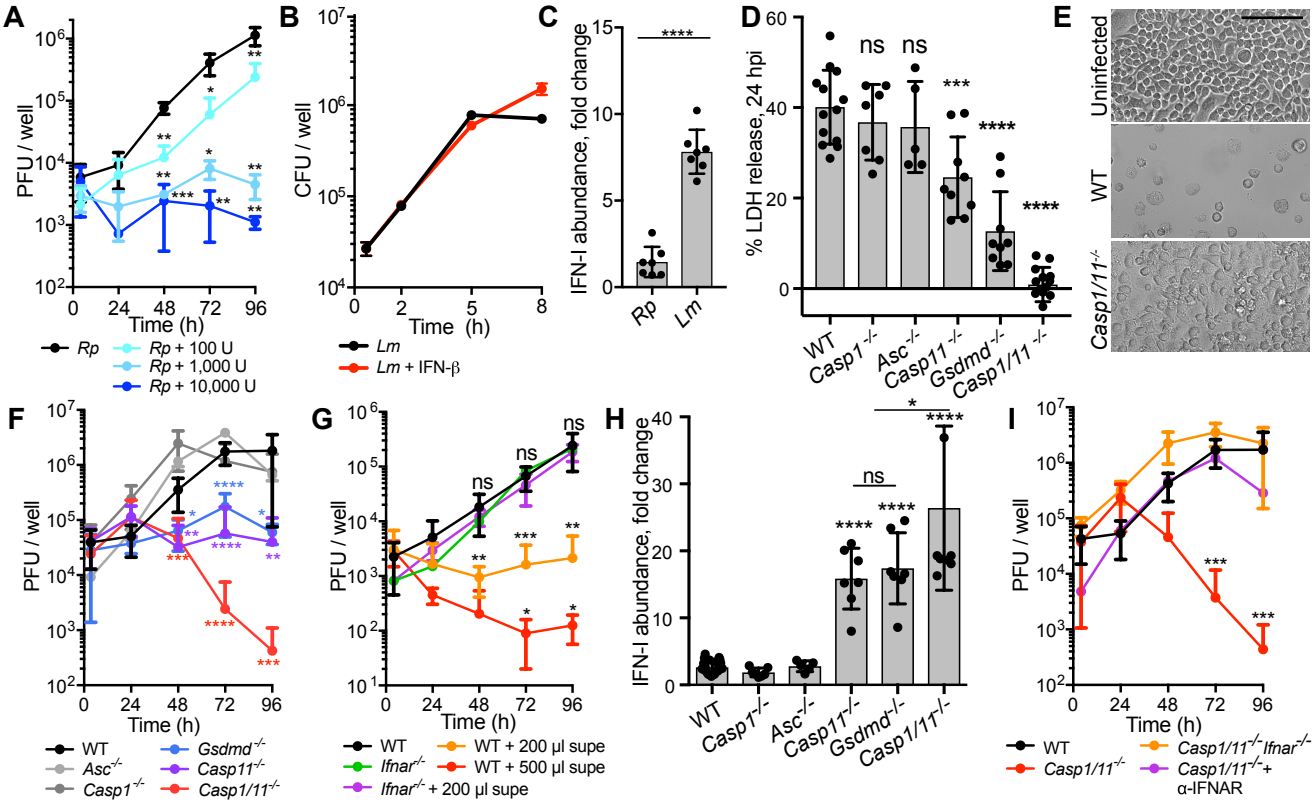 A
PFU / well
10⁶
10⁵
10⁴
10³
10²
**
*
**
*
**
**
***
**
**
0 24 48 72 96
Time (h)
Rp
Rp + 100 U
Rp + 1,000 U
Rp + 10,000 U
B
CFU / well
10⁷
10⁶
10⁵
10⁴
0 2 5 8
Time (h)
Lm
Lm + IFN-β
C
IFN-I abundance, fold change
****
15
10
5
0
Rp Lm
D
% LDH release, 24 hpi
60
40
20
0
ns ns *** **** ****
WT Casp1-/- Asc-/- Casp11-/- Gsdmd-/- Casp1/11-/-
E
Uninfected
WT
Casp1/11-/-
F
PFU / well
10⁷
10⁶
10⁵
10⁴
10³
10²
****
* *
**
**** **
***
****
***
0 24 48 72 96
Time (h)
WT
Asc-/-
Casp1-/-
Gsdmd-/-
Casp11-/-
Casp1/11-/-
G
PFU / well
10⁶
10⁵
10⁴
10³
10²
10¹
ns ns ns
** *** **
* *
0 24 48 72 96
Time (h)
WT
Ifnar-/-
Ifnar-/- + 200 µl supe
WT + 200 µl supe
WT + 500 µl supe
H
IFN-I abundance, fold change
40
30
20
10
0
*
****
ns
**** ****
WT Casp1-/- Asc-/- Casp11-/- Gsdmd-/- Casp1/11-/-
I
PFU / well
10⁷
10⁶
10⁵
10⁴
10³
10²
***
***
0 24 48 72 96
Time (h)
WT
Casp1/11-/-
Casp1/11-/-Ifnar-/-
Casp1/11-/-+
α-IFNAR